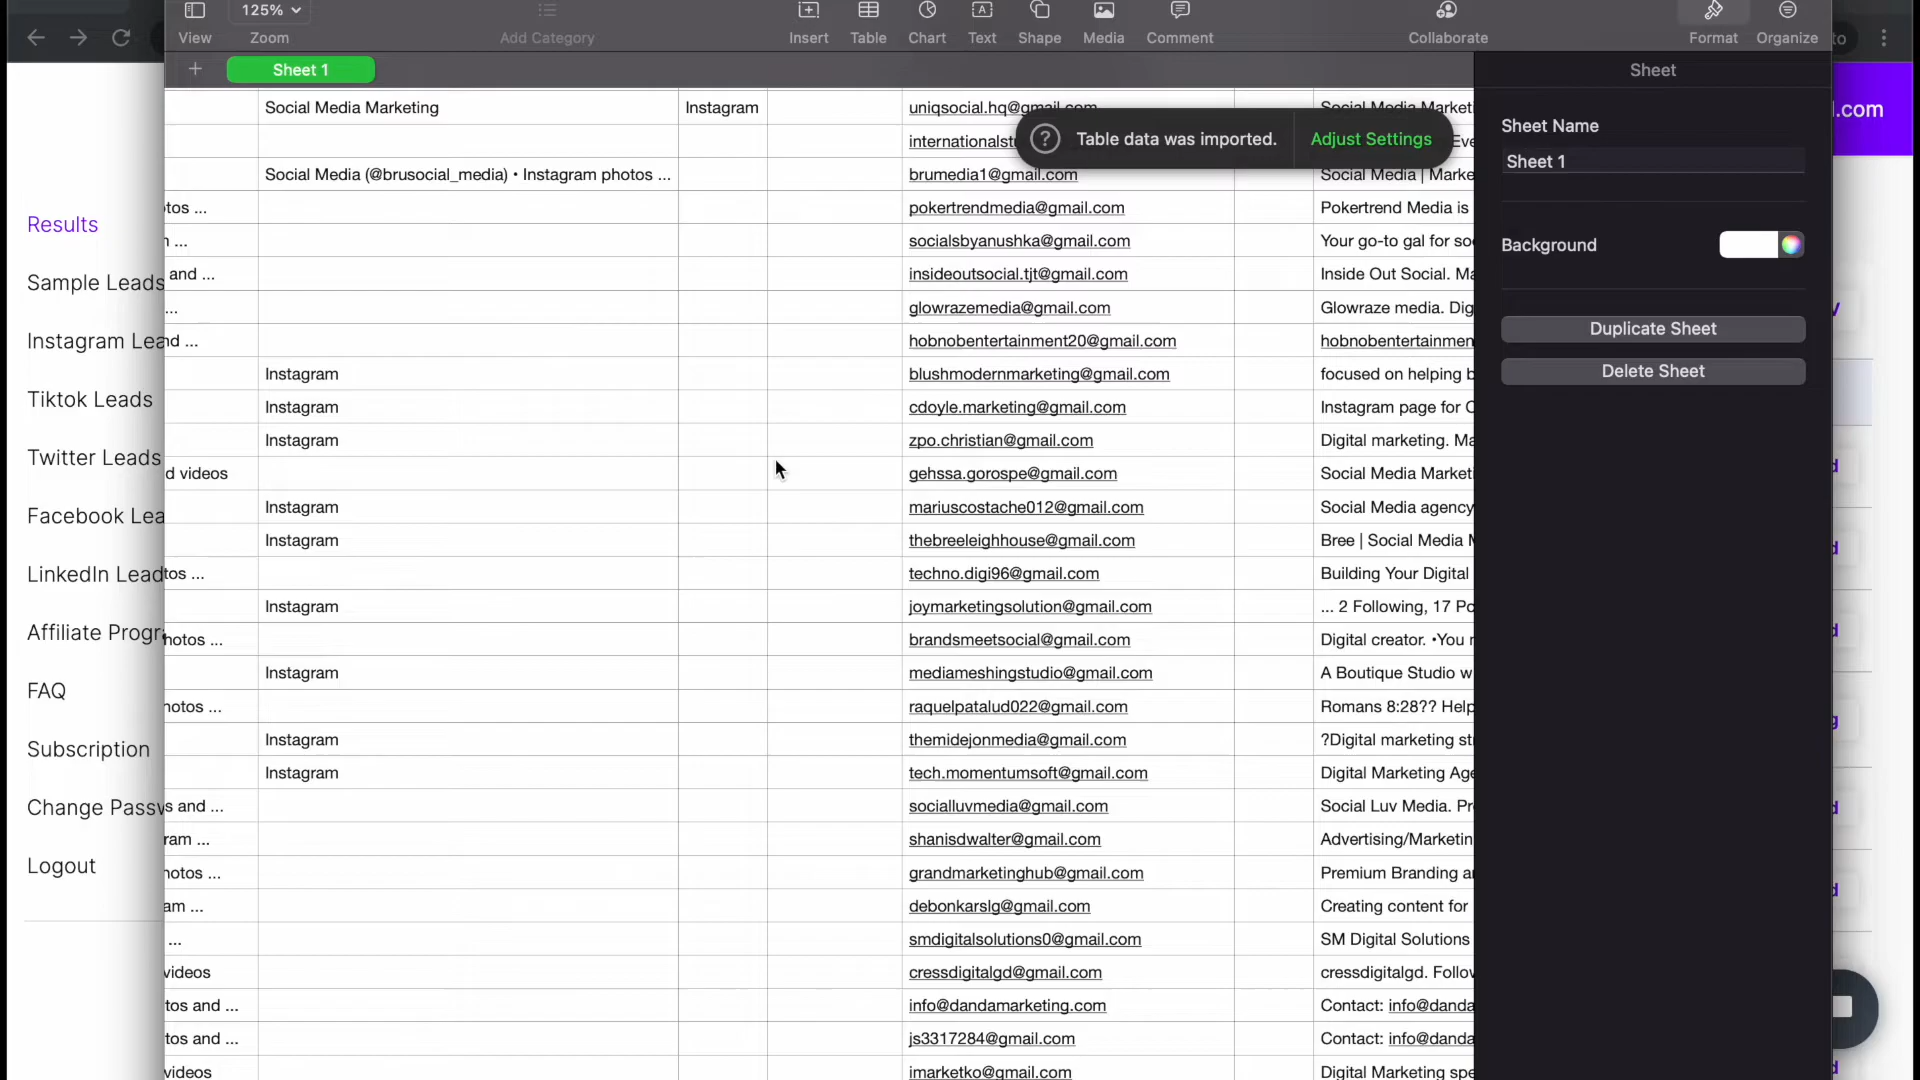 125%
View
Zoom
Add Category
Insert
Table
Chart
Text
Shape
Media
Comment
Collaborate
Format
Organize
Sheet 1
Sheet
.com
Social Media Marketing Instagram uniqsocial.hq@gmail.com Social Media Marketi
Table data was imported. Adjust Settings
Social Media (@brusocial_media) • Instagram photos ... brumedia1@gmail.com Social Media | Marke
tos ... pokertrendmedia@gmail.com Pokertrend Media is
... socialsbyanushka@gmail.com Your go-to gal for so
and ... insideoutsocial.tjt@gmail.com Inside Out Social. Ma
... glowrazemedia@gmail.com Glowraze media. Dig
nd ... hobnobentertainment20@gmail.com hobnobentertainmen
Instagram blushmodernmarketing@gmail.com focused on helping b
Instagram cdoyle.marketing@gmail.com Instagram page for C
Instagram zpo.christian@gmail.com Digital marketing. Ma
d videos gehssa.gorospe@gmail.com Social Media Marketi
Instagram mariuscostache012@gmail.com Social Media agency
Instagram thebreeleighhouse@gmail.com Bree | Social Media M
tos ... techno.digi96@gmail.com Building Your Digital
Instagram joymarketingsolution@gmail.com ... 2 Following, 17 Po
hotos ... brandsmeetsocial@gmail.com Digital creator. •You r
Instagram mediameshingstudio@gmail.com A Boutique Studio w
hotos ... raquelpatalud022@gmail.com Romans 8:28?? Help
Instagram themidejonmedia@gmail.com ?Digital marketing st
Instagram tech.momentumsoft@gmail.com Digital Marketing Age
s and ... socialluvmedia@gmail.com Social Luv Media. Pr
ram ... shanisdwalter@gmail.com Advertising/Marketin
hotos ... grandmarketinghub@gmail.com Premium Branding a
am ... debonkarslg@gmail.com Creating content for
... smdigitalsolutions0@gmail.com SM Digital Solutions
videos cressdigitalgd@gmail.com cressdigitalgd. Follov
tos and ... info@dandamarketing.com Contact: info@danda
tos and ... js3317284@gmail.com Contact: info@danda
videos imarketko@gmail.com Digital Marketing spe
Sheet Name
Sheet 1
Background
Duplicate Sheet
Delete Sheet
Results
Sample Leads
Instagram Lea
Tiktok Leads
Twitter Leads
Facebook Lea
LinkedIn Lead
Affiliate Progr
FAQ
Subscription
Change Passw
Logout